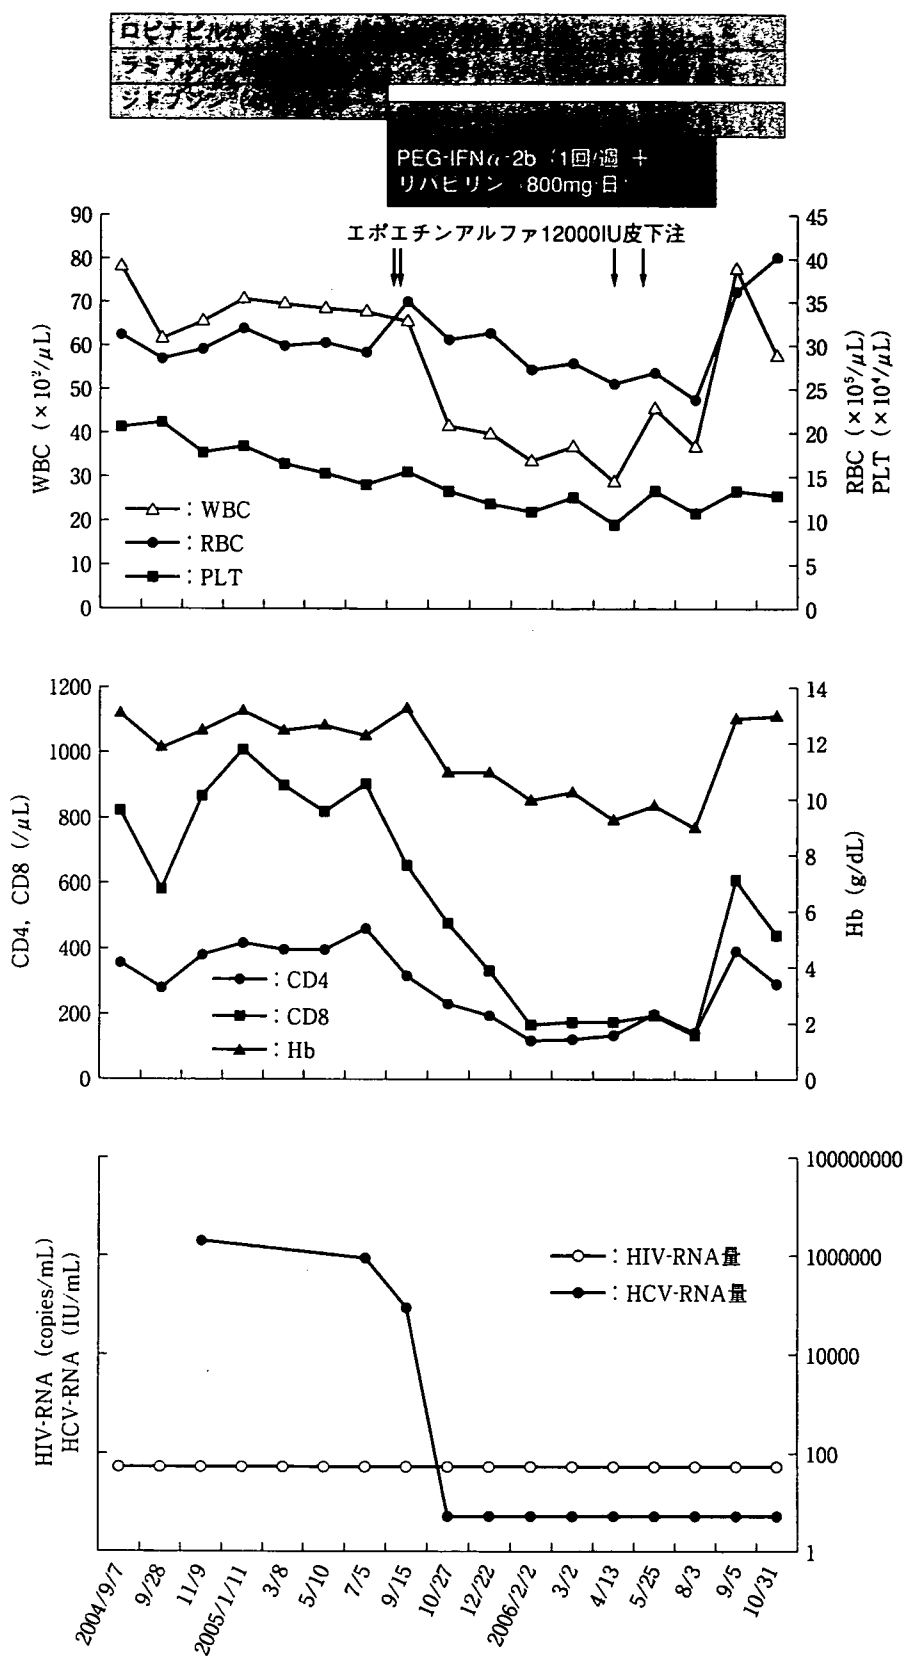 ロピナビル
ラミブジン
ジドブジン
PEG-IFNα-2b (1回/週) +
リバビリン (800mg/日)
エポエチンアルファ12000IU皮下注
90
80
70
60
50
40
30
20
10
0
WBC (×10²/μL)
45
40
35
30
25
20
15
10
5
0
RBC (×10⁵/μL)
PLT (×10⁴/μL)
: WBC
: RBC
: PLT
1200
1000
800
600
400
200
0
CD4, CD8 (/μL)
14
12
10
8
6
4
2
0
Hb (g/dL)
: CD4
: CD8
: Hb
HIV-RNA (copies/mL)
HCV-RNA (IU/mL)
100000000
1000000
10000
100
1
: HIV-RNA量
: HCV-RNA量
2004/9/7
9/28
11/9
2005/1/11
3/8
5/10
7/5
9/15
10/27
12/22
2006/2/2
3/2
4/13
5/25
8/3
9/5
10/31